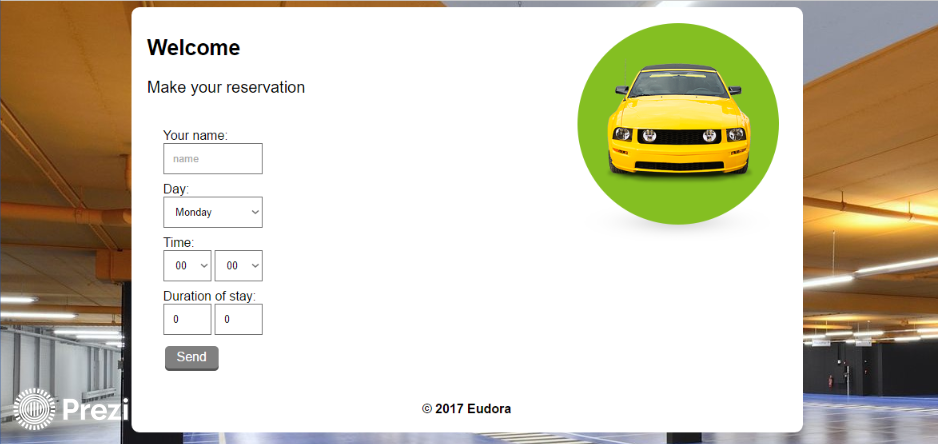 Welcome
Make your reservation
Your name:
name
Day:
Monday
Time:
00 00
Duration of stay:
0 0
Send
Prezi
© 2017 Eudora